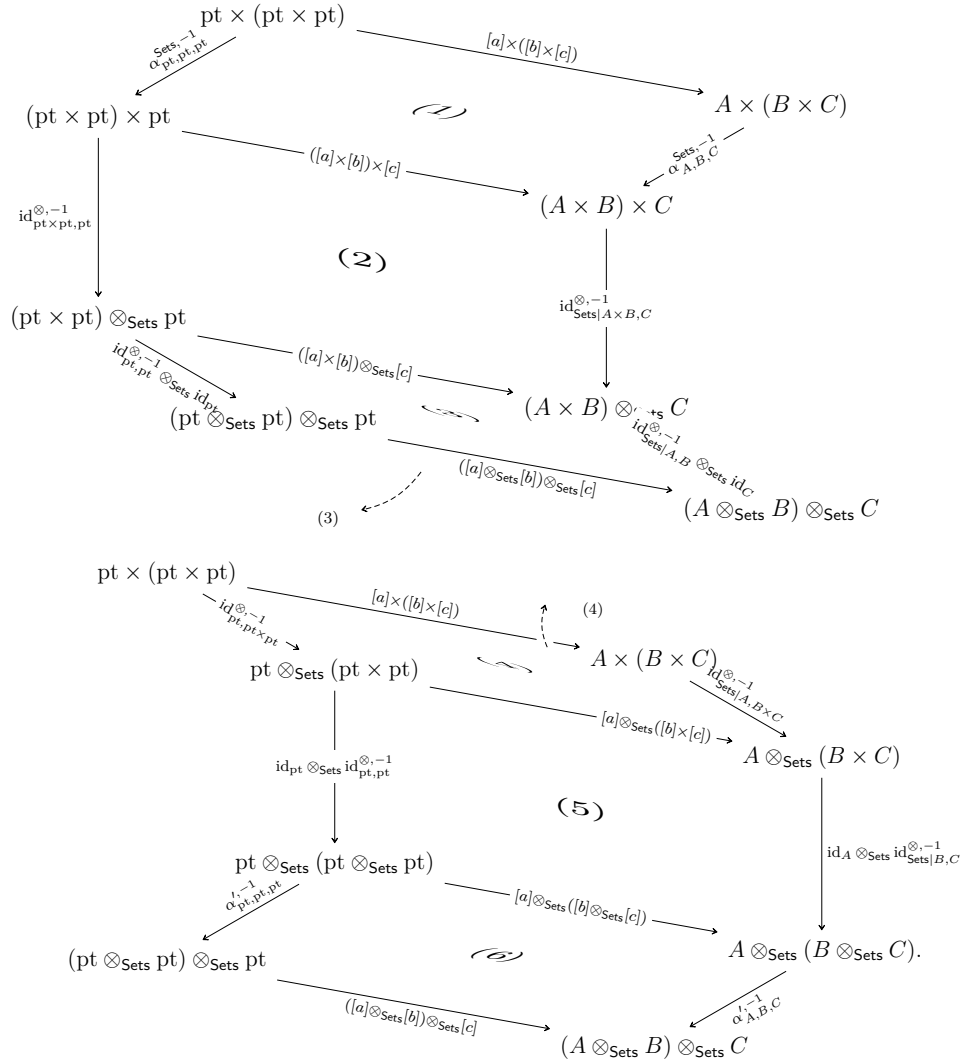 pt × (pt × pt)
α^{Sets,−1}_{pt,pt,pt}
[a]×([b]×[c])
(pt × pt) × pt
(1)
A × (B × C)
([a]×[b])×[c]
α^{Sets,−1}_{A,B,C}
(A × B) × C
id^{⊗,−1}_{pt×pt,pt}
(2)
id^{⊗,−1}_{Sets|A×B,C}
(pt × pt) ⊗_{Sets} pt
([a]×[b])⊗_{Sets}[c]
id^{⊗,−1}_{pt,pt} ⊗_{Sets} id_{pt}
(pt ⊗_{Sets} pt) ⊗_{Sets} pt
(A × B) ⊗_{Sets} C
id^{⊗,−1}_{Sets|A,B} ⊗_{Sets} id_C
([a]⊗_{Sets}[b])⊗_{Sets}[c]
(A ⊗_{Sets} B) ⊗_{Sets} C
(3)
pt × (pt × pt)
[a]×([b]×[c])
(4)
id^{⊗,−1}_{pt,pt×pt}
A × (B × C)
pt ⊗_{Sets} (pt × pt)
id^{⊗,−1}_{Sets|A,B×C}
[a]⊗_{Sets}([b]×[c])
A ⊗_{Sets} (B × C)
id_{pt} ⊗_{Sets} id^{⊗,−1}_{pt,pt}
(5)
id_A ⊗_{Sets} id^{⊗,−1}_{Sets|B,C}
pt ⊗_{Sets} (pt ⊗_{Sets} pt)
α^{′,−1}_{pt,pt,pt}
[a]⊗_{Sets}([b]⊗_{Sets}[c])
(pt ⊗_{Sets} pt) ⊗_{Sets} pt
(6)
A ⊗_{Sets} (B ⊗_{Sets} C).
([a]⊗_{Sets}[b])⊗_{Sets}[c]
α^{′,−1}_{A,B,C}
(A ⊗_{Sets} B) ⊗_{Sets} C